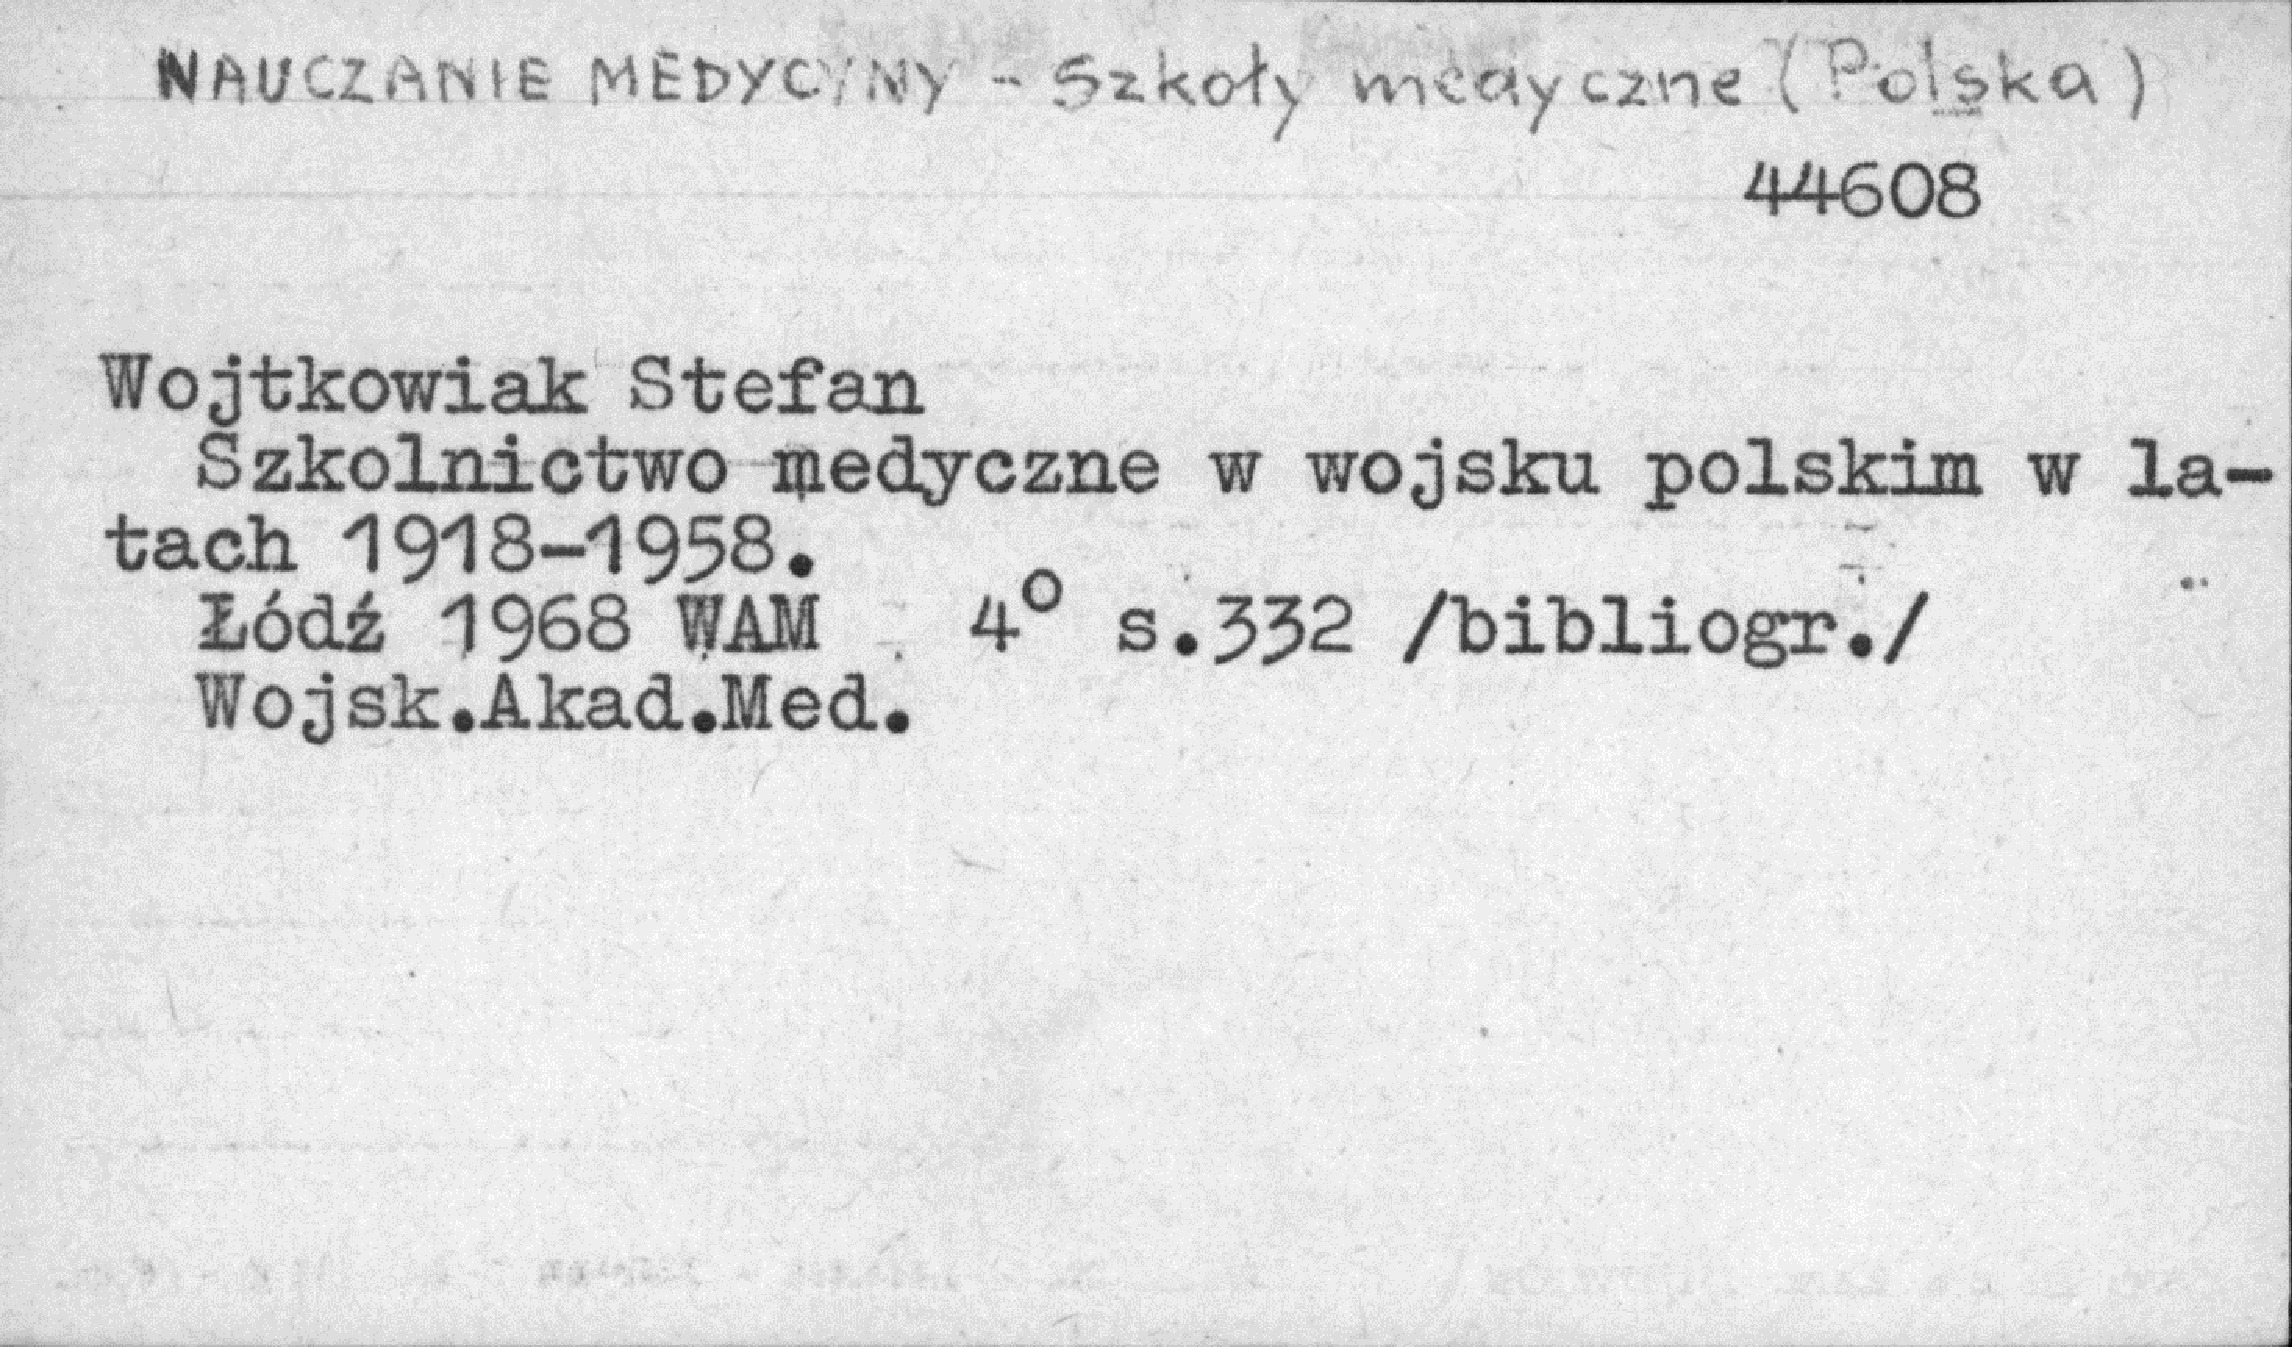 NAUCZANIE MEDYCYNY - Szkoły medyczne (Polska)
44608
Wojtkowiak Stefan
Szkolnictwo medyczne w wojsku polskim w la-
tach 1918-1958.
Łódź 1968 WAM 4° s.332 /bibliogr./
Wojsk.Akad.Med.